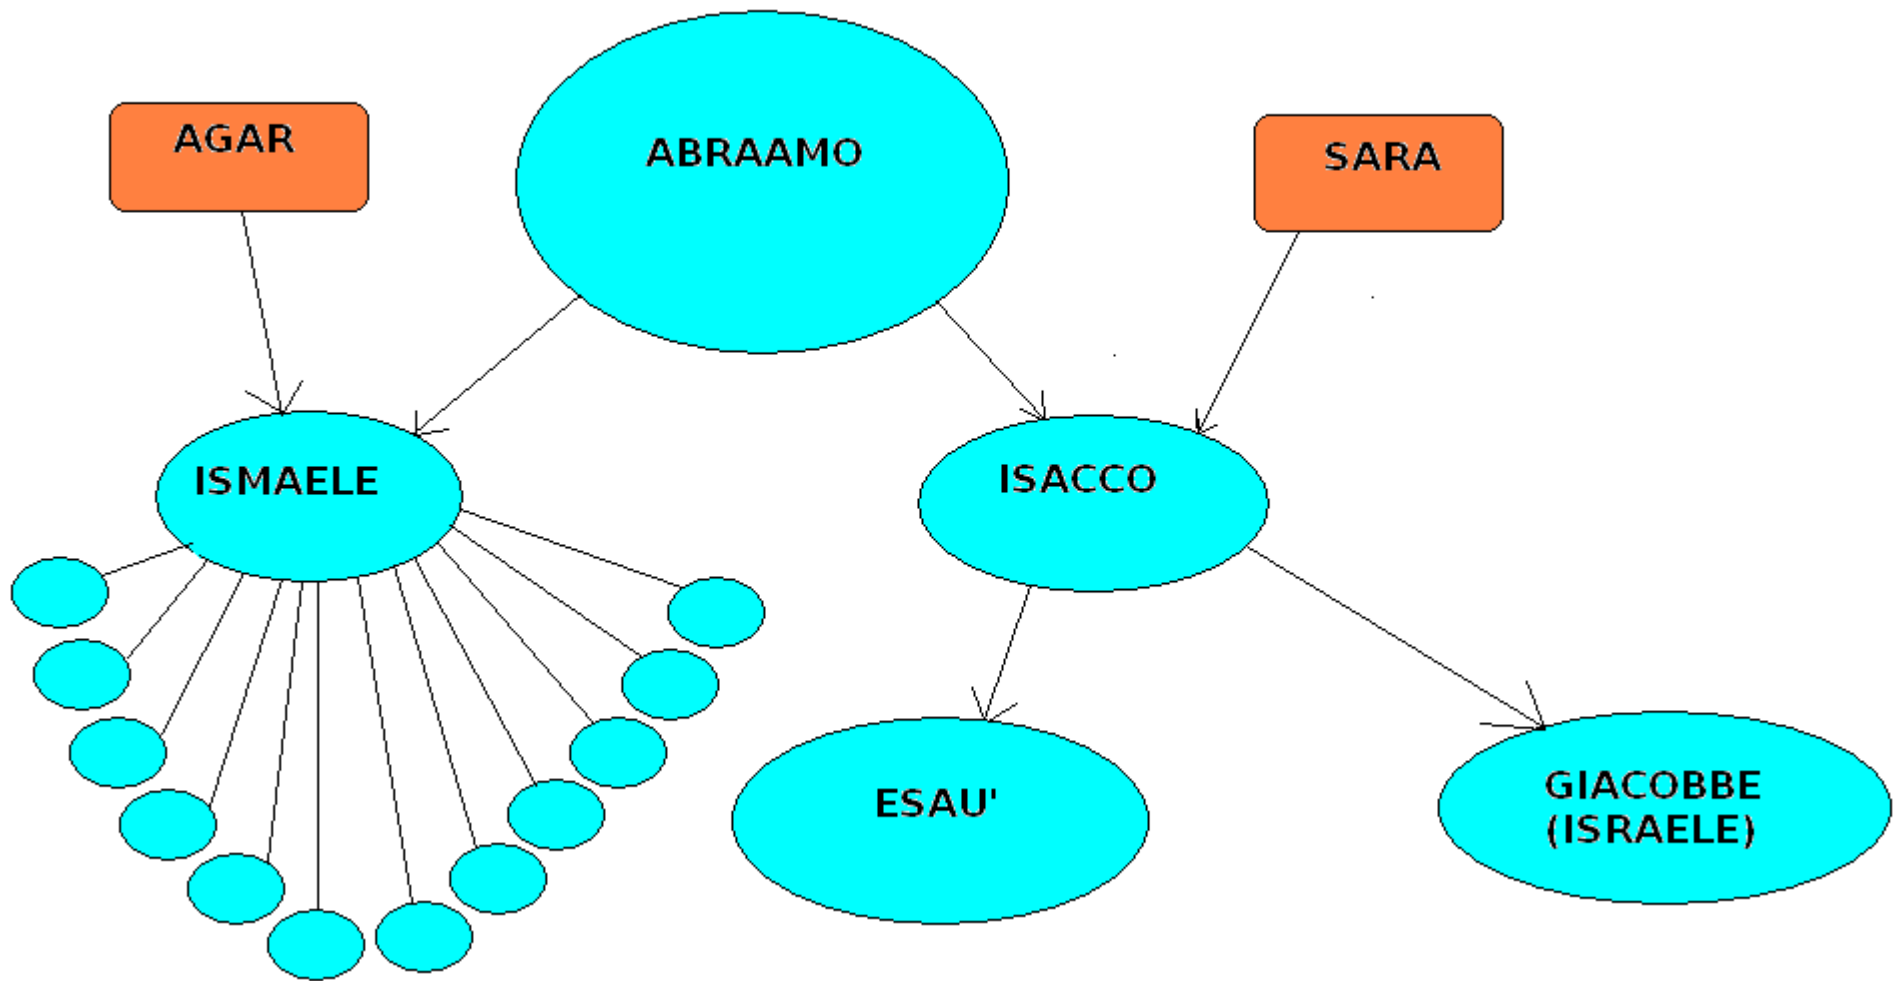 AGAR
ABRAAMO
SARA
ISMAELE
ISACCO
ESAU'
GIACOBBE
(ISRAELE)